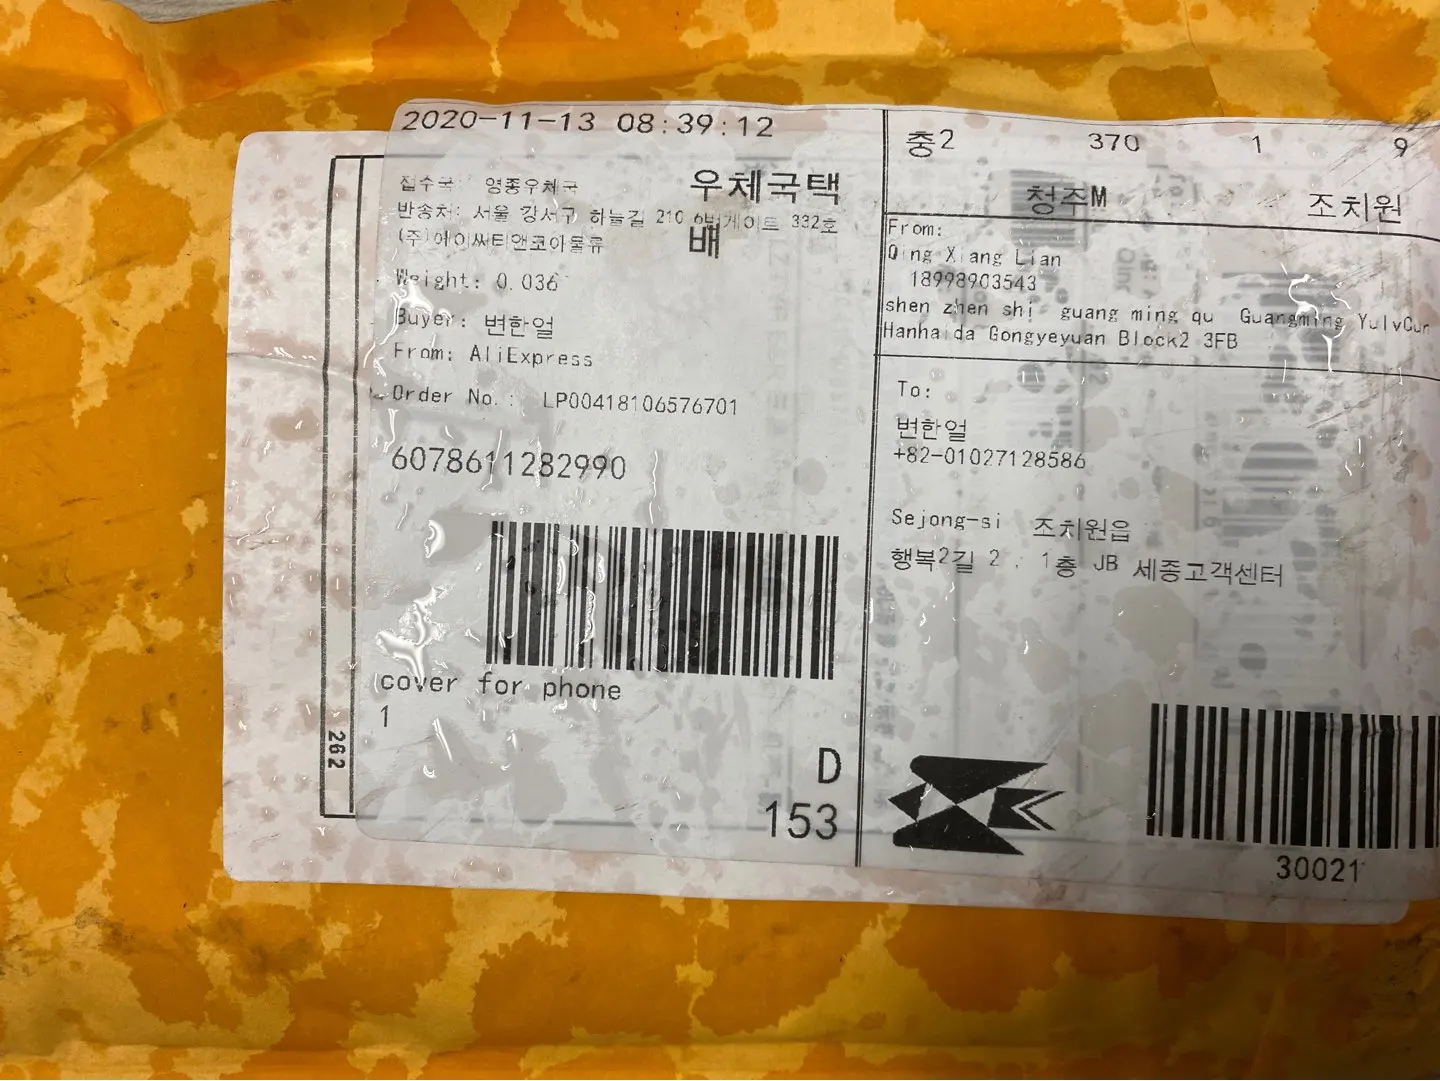 2020-11-13 08:39:12
접수국: 영종우체국
우체국택
배
반송처: 서울 강서구 하늘길 210 6번게이트 332호
(주)에이씨티앤코아물류
Weight: 0.036
Buyer: 변한얼
From: AliExpress
Order No.: LP00418106576701
6078611282990
cover for phone
1
262
D
153
충2 370 1 9
청주M 조치원
From:
Qing Xiang Lian
18998903543
shen zhen shi guang ming qu Guangming YulvCun
Hanhaida Gongyeyuan Block2 3FB
To:
변한얼
+82-01027128586
Sejong-si 조치원읍
행복2길 2, 1층 JB 세종고객센터
30021